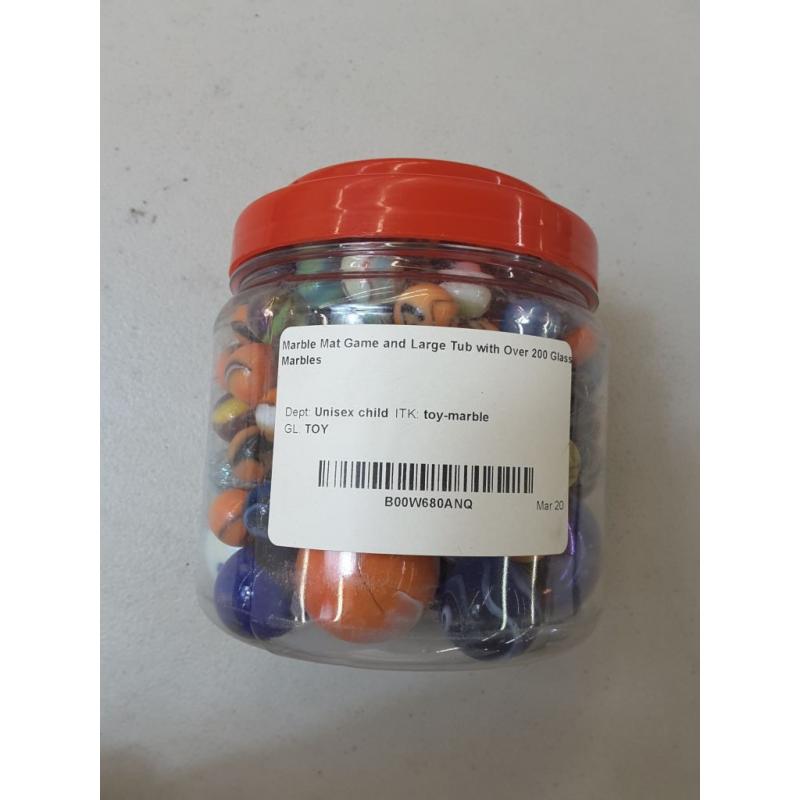 Marble Mat Game and Large Tub with Over 200 Glass
Marbles
Dept: Unisex child ITK: toy-marble
GL: TOY
B00W680ANQ
Mar 20